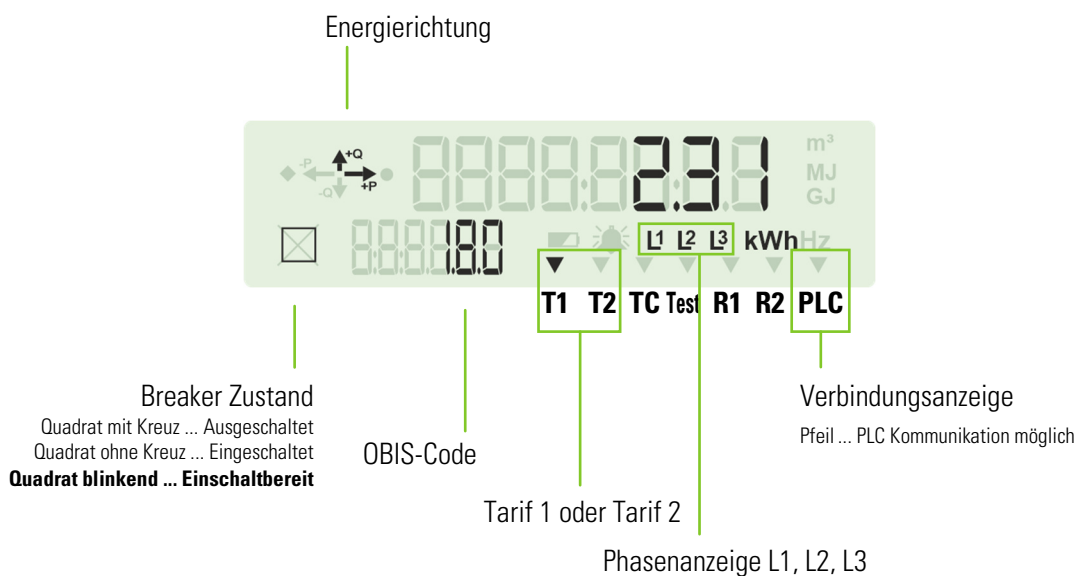 Energierichtung
-P +Q -Q +P
2.31
m³
MJ
GJ
1.8.0
L1 L2 L3 kWh Hz
T1 T2 TC Test R1 R2 PLC
Breaker Zustand
Quadrat mit Kreuz ... Ausgeschaltet
Quadrat ohne Kreuz ... Eingeschaltet
Quadrat blinkend ... Einschaltbereit
OBIS-Code
Verbindungsanzeige
Pfeil ... PLC Kommunikation möglich
Tarif 1 oder Tarif 2
Phasenanzeige L1, L2, L3